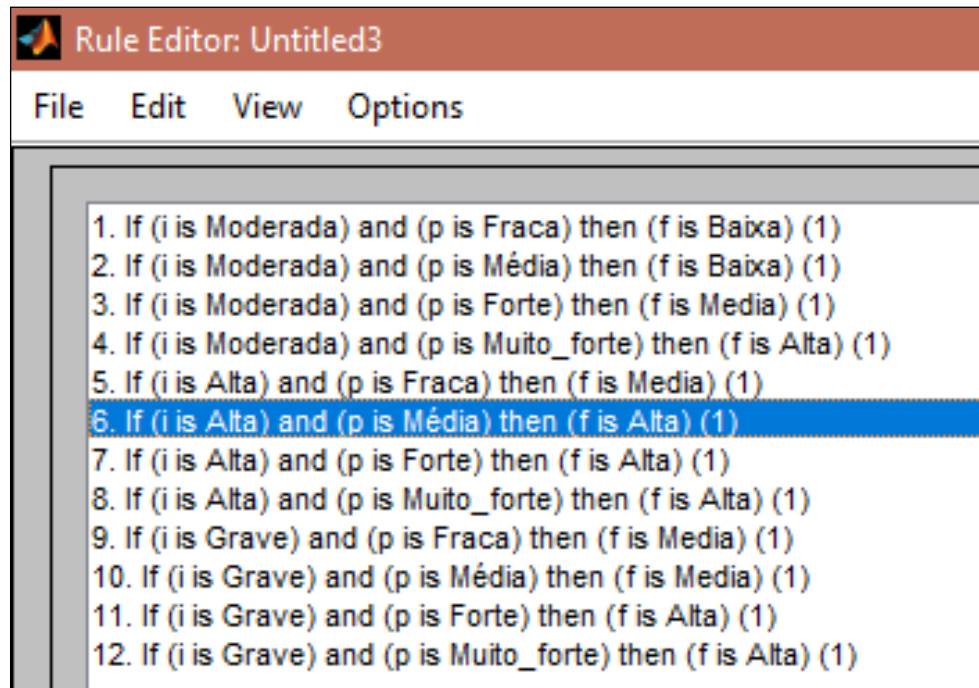 Rule Editor: Untitled3
File Edit View Options
1. If (i is Moderada) and (p is Fraca) then (f is Baixa) (1)
2. If (i is Moderada) and (p is Média) then (f is Baixa) (1)
3. If (i is Moderada) and (p is Forte) then (f is Media) (1)
4. If (i is Moderada) and (p is Muito_forte) then (f is Alta) (1)
5. If (i is Alta) and (p is Fraca) then (f is Media) (1)
6. If (i is Alta) and (p is Média) then (f is Alta) (1)
7. If (i is Alta) and (p is Forte) then (f is Alta) (1)
8. If (i is Alta) and (p is Muito_forte) then (f is Alta) (1)
9. If (i is Grave) and (p is Fraca) then (f is Media) (1)
10. If (i is Grave) and (p is Média) then (f is Media) (1)
11. If (i is Grave) and (p is Forte) then (f is Alta) (1)
12. If (i is Grave) and (p is Muito_forte) then (f is Alta) (1)